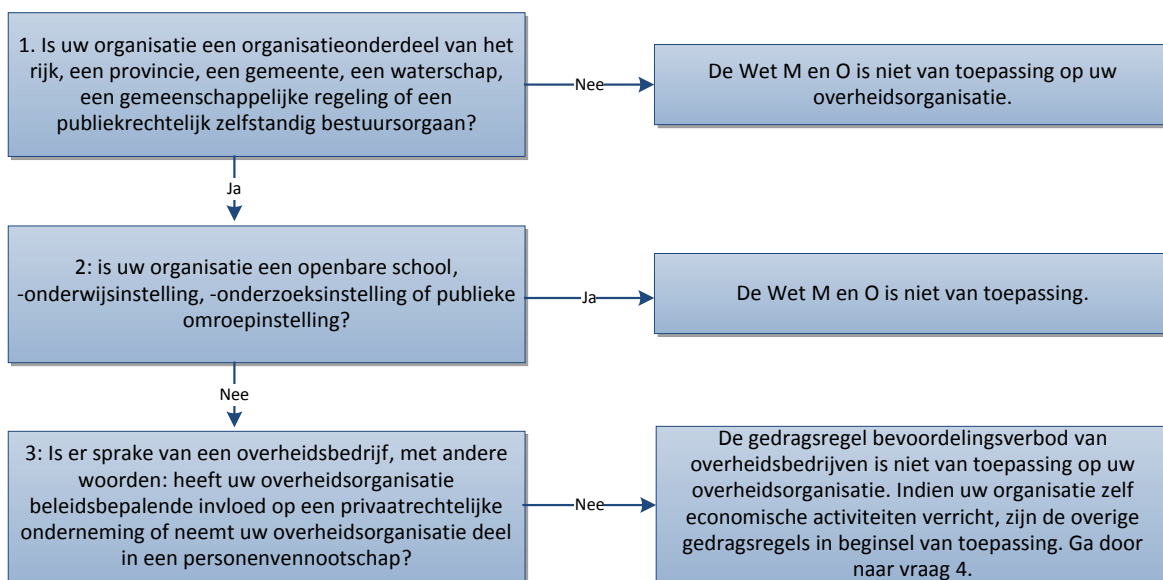 1. Is uw organisatie een organisatieonderdeel van het
rijk, een provincie, een gemeente, een waterschap,
een gemeenschappelijke regeling of een
publiekrechtelijk zelfstandig bestuursorgaan?
Nee
De Wet M en O is niet van toepassing op uw
overheidsorganisatie.
Ja
2: is uw organisatie een openbare school,
-onderwijsinstelling, -onderzoeksinstelling of publieke
omroepinstelling?
Ja
De Wet M en O is niet van toepassing.
Nee
3: Is er sprake van een overheidsbedrijf, met andere
woorden: heeft uw overheidsorganisatie
beleidsbepalende invloed op een privaatrechtelijke
onderneming of neemt uw overheidsorganisatie deel
in een personenvennootschap?
Nee
De gedragsregel bevoordelingsverbod van
overheidsbedrijven is niet van toepassing op uw
overheidsorganisatie. Indien uw organisatie zelf
economische activiteiten verricht, zijn de overige
gedragsregels in beginsel van toepassing. Ga door
naar vraag 4.